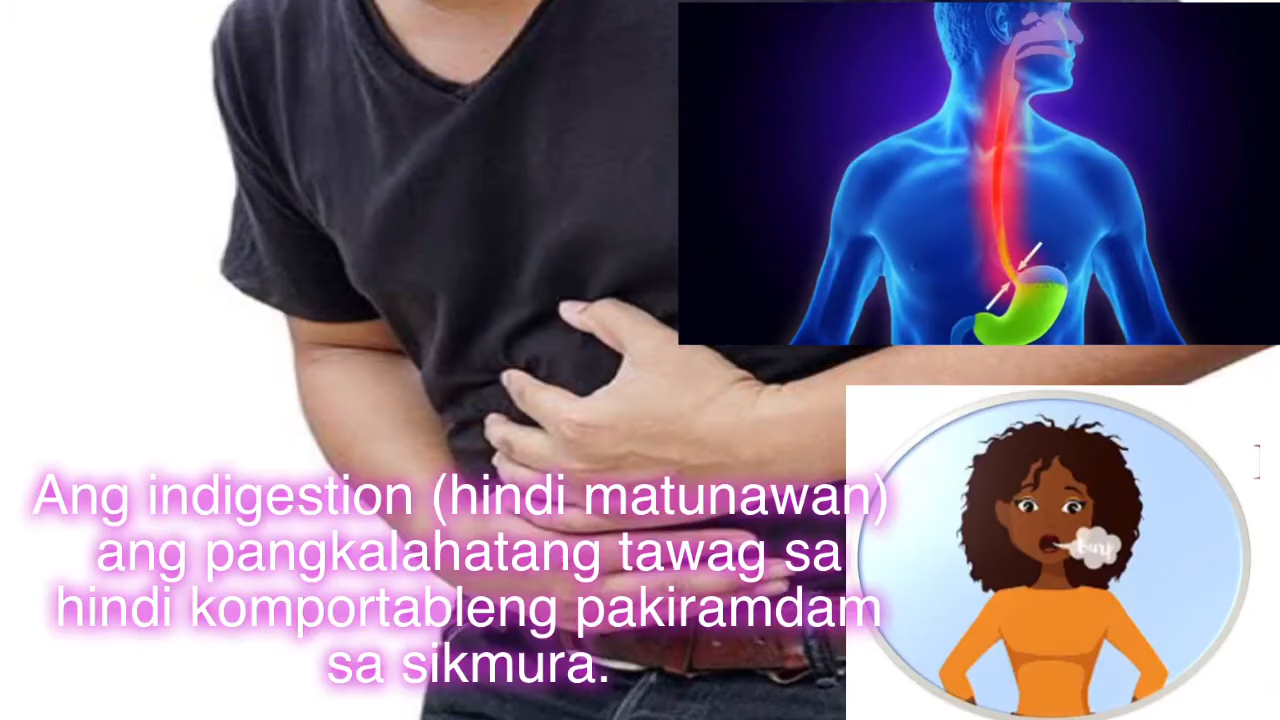 Ang indigestion (hindi matunawan)
ang pangkalahatang tawag sa
hindi komportableng pakiramdam
sa sikmura.